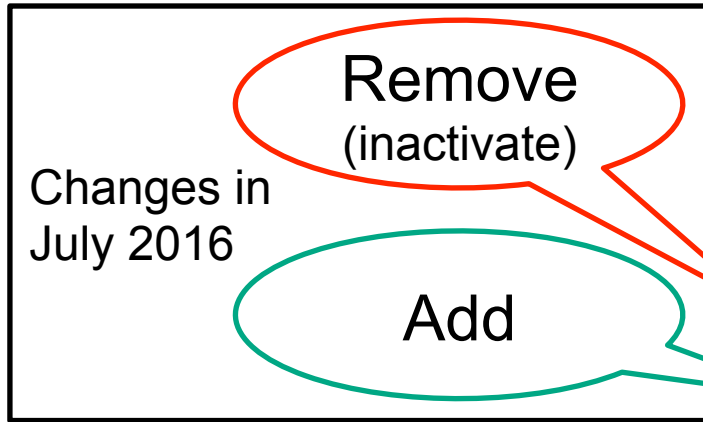 Remove
(inactivate)
Changes in
July 2016
Add